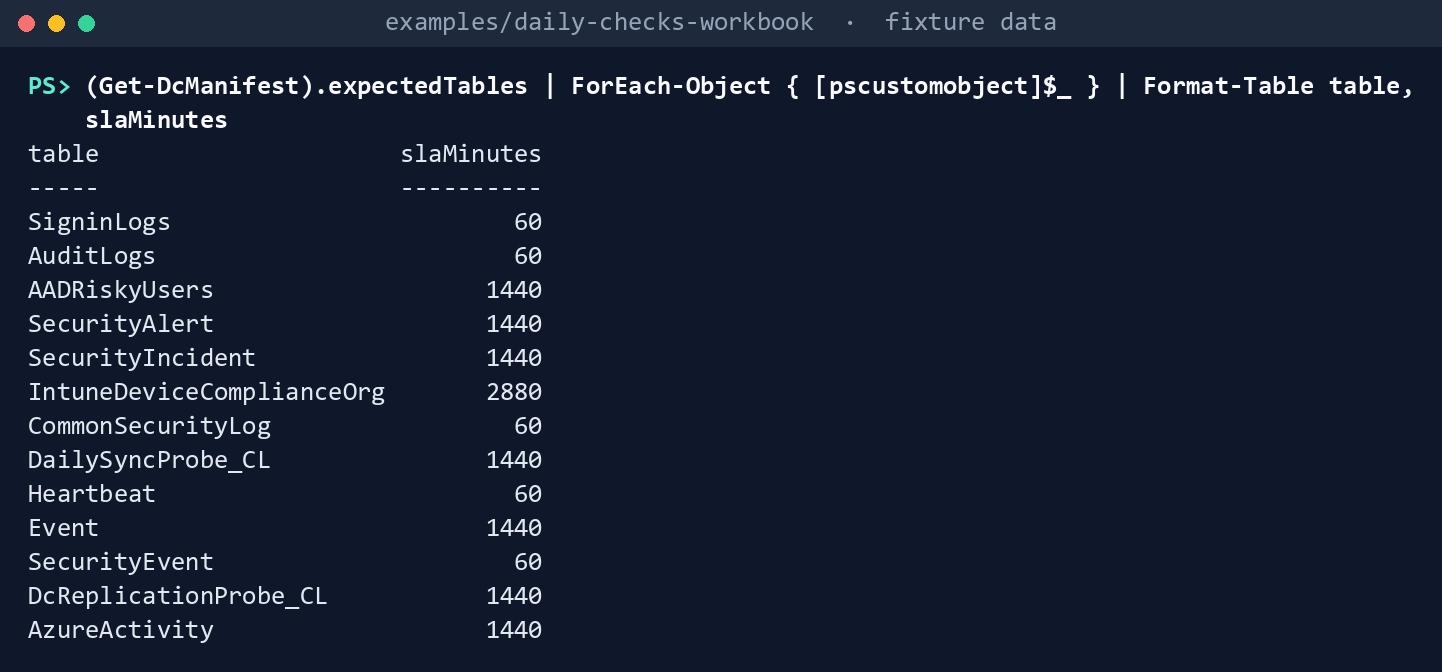 examples/daily-checks-workbook · fixture data
PS> (Get-DcManifest).expectedTables | ForEach-Object { [pscustomobject]$_ } | Format-Table table,
slaMinutes
table slaMinutes
----- ----------
SigninLogs 60
AuditLogs 60
AADRiskyUsers 1440
SecurityAlert 1440
SecurityIncident 1440
IntuneDeviceComplianceOrg 2880
CommonSecurityLog 60
DailySyncProbe_CL 1440
Heartbeat 60
Event 1440
SecurityEvent 60
DcReplicationProbe_CL 1440
AzureActivity 1440